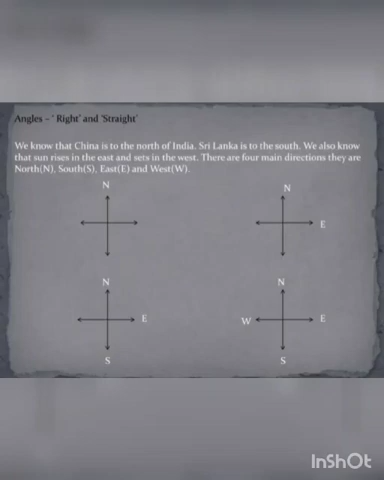 Angles – ' Right' and 'Straight'
We know that China is to the north of India. Sri Lanka is to the south. We also know
that sun rises in the east and sets in the west. There are four main directions they are
North(N), South(S), East(E) and West(W).
N
N
E
N
E
S
N
W
E
S
InShOt